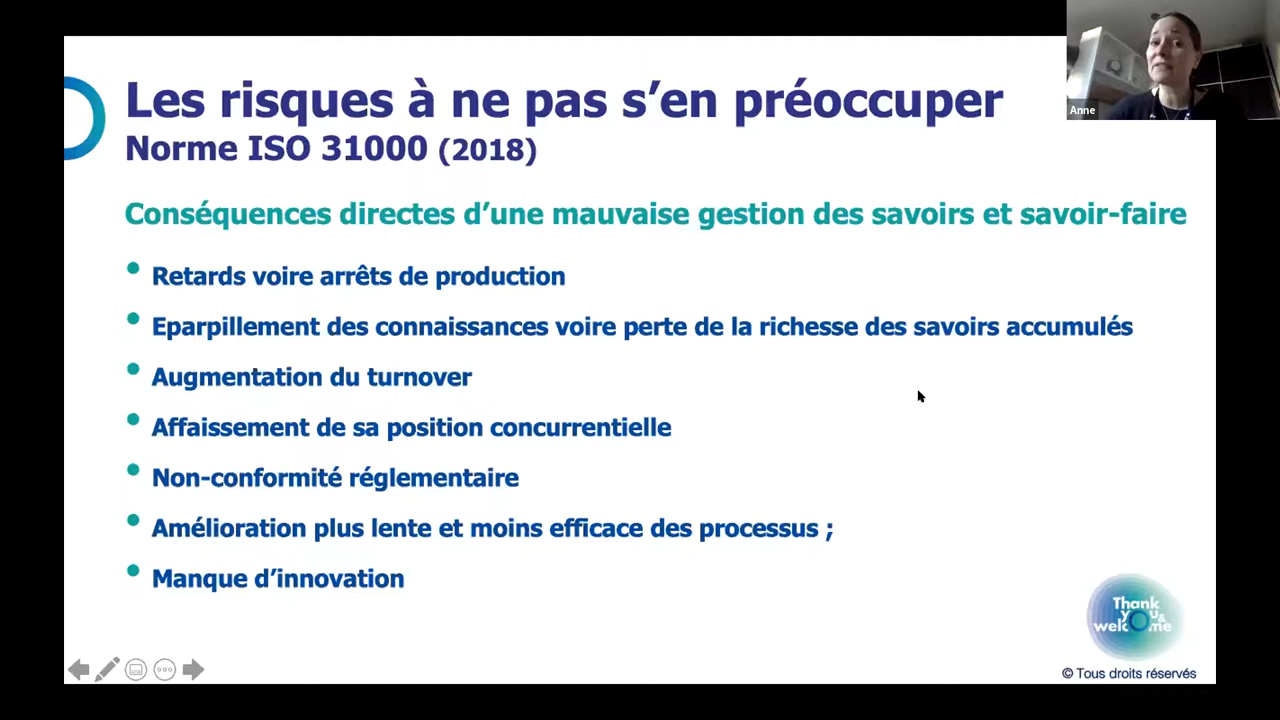 Anne
Les risques à ne pas s’en préoccuper
Norme ISO 31000 (2018)
Conséquences directes d’une mauvaise gestion des savoirs et savoir-faire
• Retards voire arrêts de production
• Eparpillement des connaissances voire perte de la richesse des savoirs accumulés
• Augmentation du turnover
• Affaissement de sa position concurrentielle
• Non-conformité réglementaire
• Amélioration plus lente et moins efficace des processus ;
• Manque d’innovation
Thank
yOu&
welcOme
© Tous droits réservés